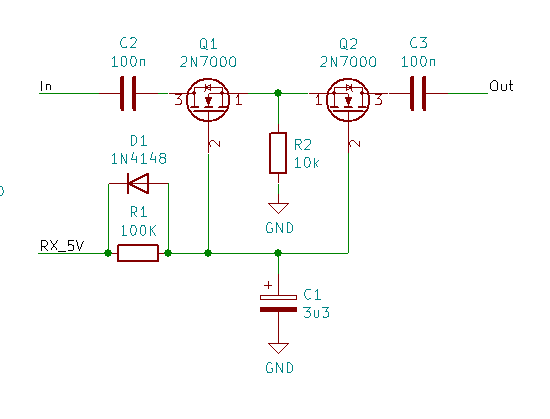 C2
100n
Q1
2N7000
Q2
2N7000
C3
100n
In
3
1
1
3
Out
2
2
D1
1N4148
R2
10k
R1
100K
GND
RX_5V
+
C1
3u3
GND